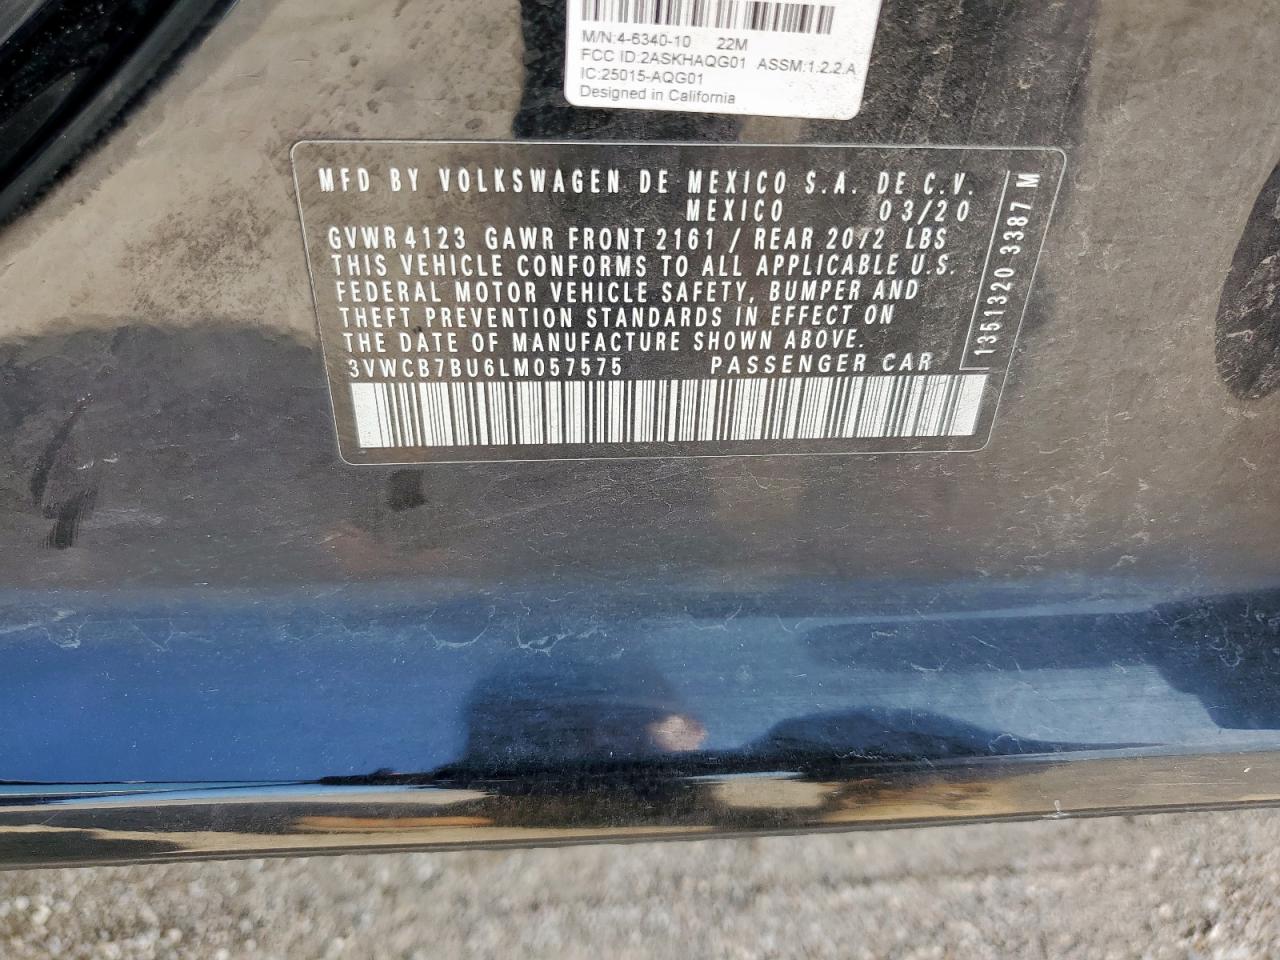 M/N:4-6340-10 22M
FCC ID:2ASKHAQG01 ASSM:1.2.2.A
IC:25015-AQG01
Designed in California
MFD BY VOLKSWAGEN DE MEXICO S.A. DE C.V.
MEXICO 03/20
GVWR 4123 GAWR FRONT 2161 / REAR 2072 LBS
THIS VEHICLE CONFORMS TO ALL APPLICABLE U.S.
FEDERAL MOTOR VEHICLE SAFETY, BUMPER AND
THEFT PREVENTION STANDARDS IN EFFECT ON
THE DATE OF MANUFACTURE SHOWN ABOVE.
3VWCB7BU6LM057575 PASSENGER CAR
1351320 3387 M